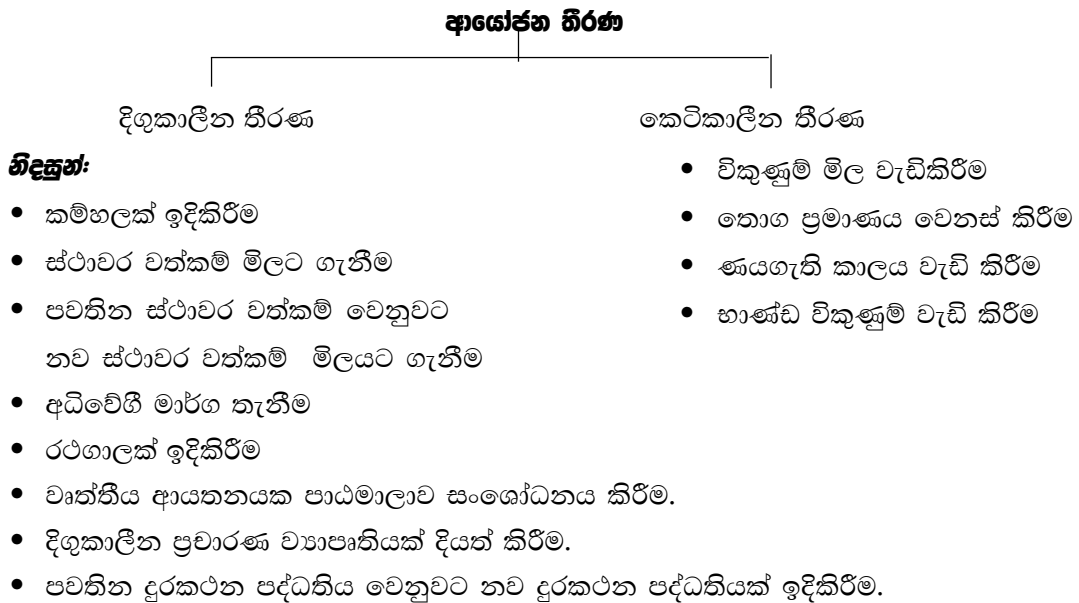 ආයෝජන තීරණ
දිගුකාලීන තීරණ
කෙටිකාලීන තීරණ
නිදසුන්:
• කම්හලක් ඉදිකිරීම
• ස්ථාවර වත්කම් මිලට ගැනීම
• පවතින ස්ථාවර වත්කම් වෙනුවට
නව ස්ථාවර වත්කම් මිලයට ගැනීම
• අධිවේගී මාර්ග තැනීම
• රථගාලක් ඉදිකිරීම
• වෘත්තීය ආයතනයක පාඨමාලාව සංශෝධනය කිරීම.
• දිගුකාලීන ප්‍රචාරණ ව්‍යාපෘතියක් දියත් කිරීම.
• පවතින දුරකථන පද්ධතිය වෙනුවට නව දුරකථන පද්ධතියක් ඉදිකිරීම.
• විකුණුම් මිල වැඩිකිරීම
• තොග ප්‍රමාණය වෙනස් කිරීම
• ණයගැති කාලය වැඩි කිරීම
• භාණ්ඩ විකුණුම් වැඩි කිරීම